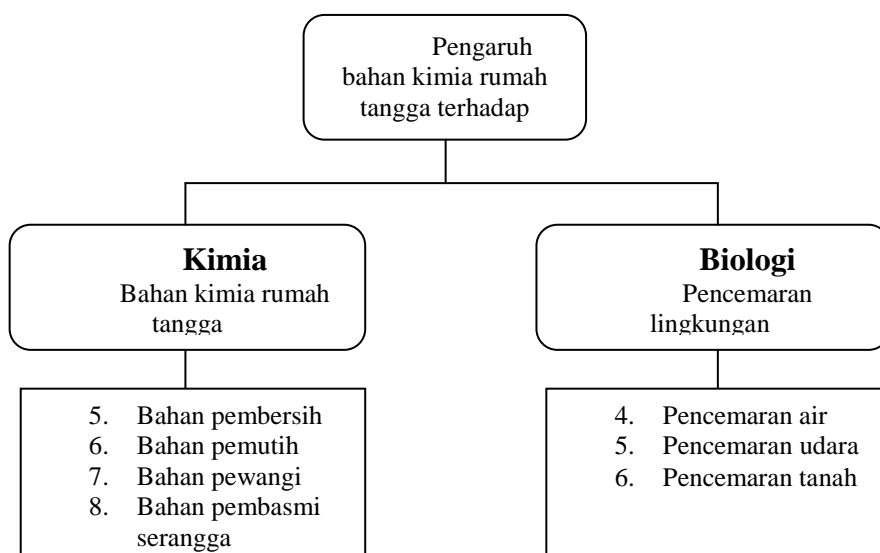 Pengaruh
bahan kimia rumah
tangga terhadap
Kimia
Bahan kimia rumah
tangga
5. Bahan pembersih
6. Bahan pemutih
7. Bahan pewangi
8. Bahan pembasmi
serangga
Biologi
Pencemaran
lingkungan
4. Pencemaran air
5. Pencemaran udara
6. Pencemaran tanah